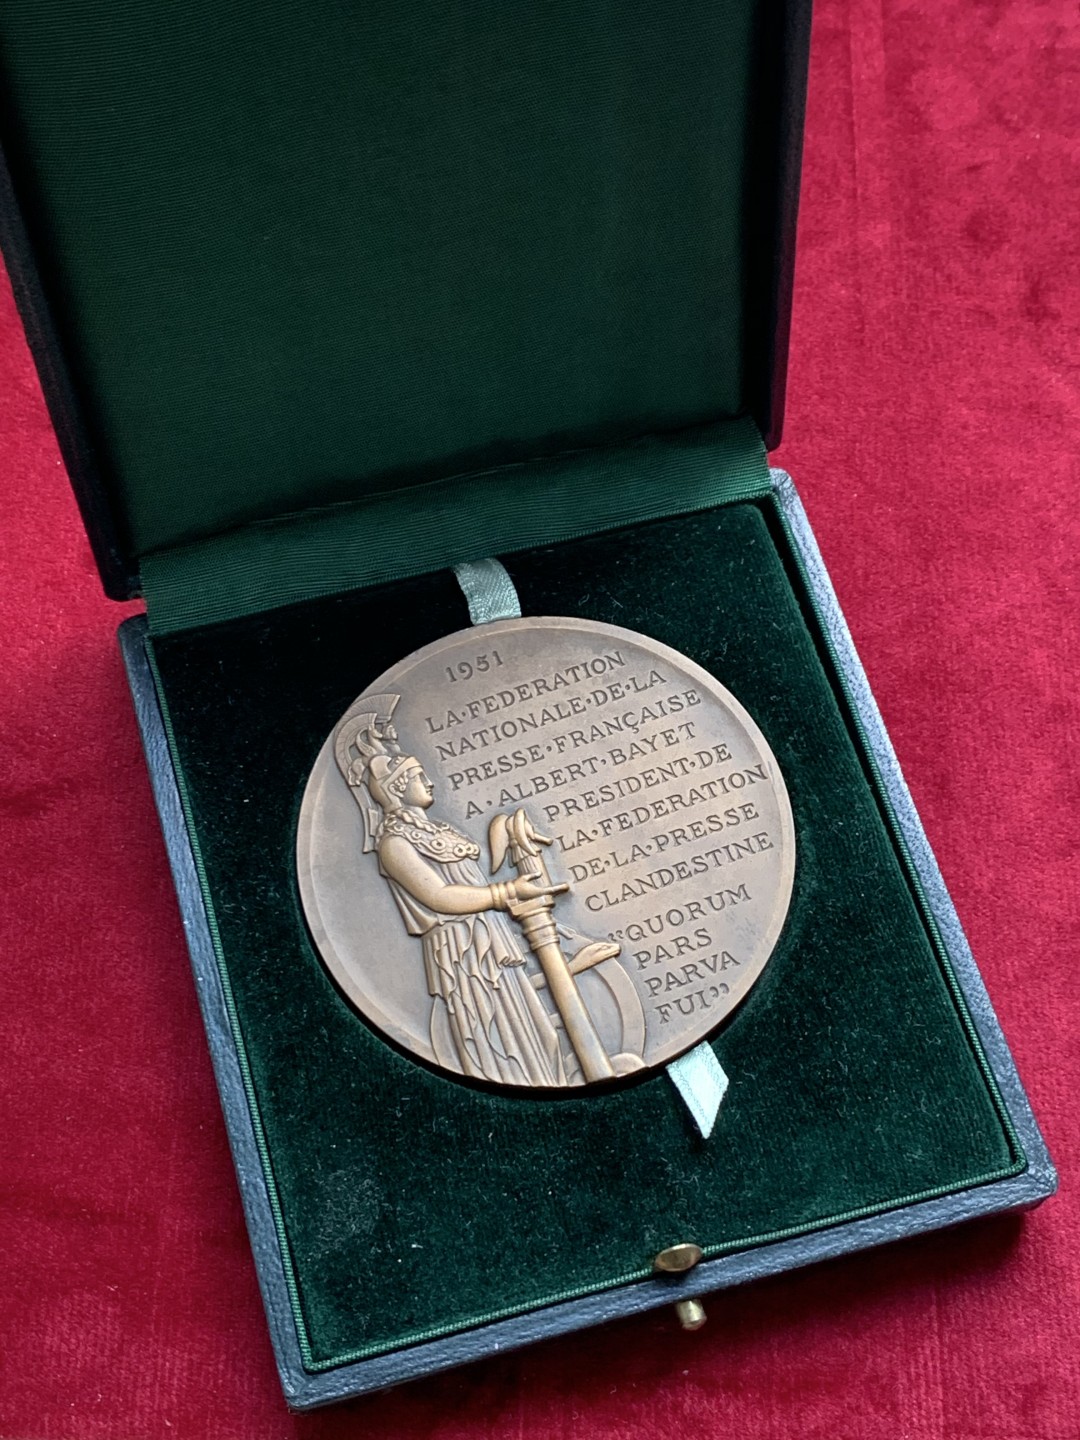 1951
LA·FEDERATION
NATIONALE·DE·LA
PRESSE·FRANÇAISE
A·ALBERT·BAYET
PRESIDENT·DE
LA·FEDERATION
DE·LA·PRESSE
CLANDESTINE
“QUORUM
PARS
PARVA
FUI”